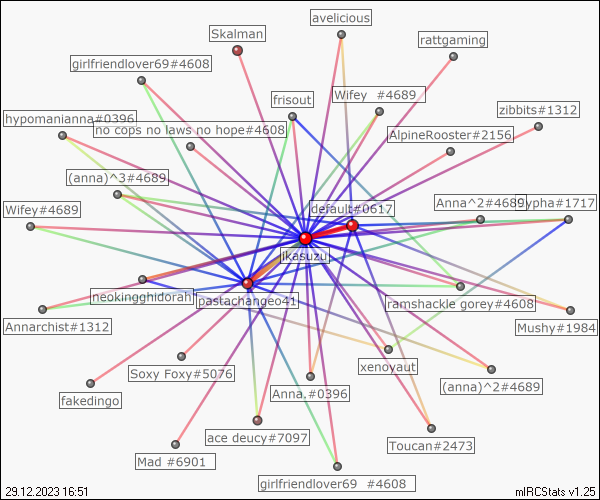 avelicious
Skalman
rattgaming
girlfriendlover69#4608
Wifey  #4689
frisout
zibbits#1312
hypomanianna#0396
no cops no laws no hope#4608
AlpineRooster#2156
(anna)^3#4689
Wifey#4689
default#0617
Anna^2#4689
ypha#1717
jkasuzu
neokingghidorah
pastachangeo41
ramshackle gorey#4608
Annarchist#1312
Mushy#1984
Soxy Foxy#5076
xenoyaut
fakedingo
Anna.#0396
(anna)^2#4689
ace deucy#7097
Toucan#2473
Mad #6901
girlfriendlover69  #4608
29.12.2023 16:51
mIRCStats v1.25